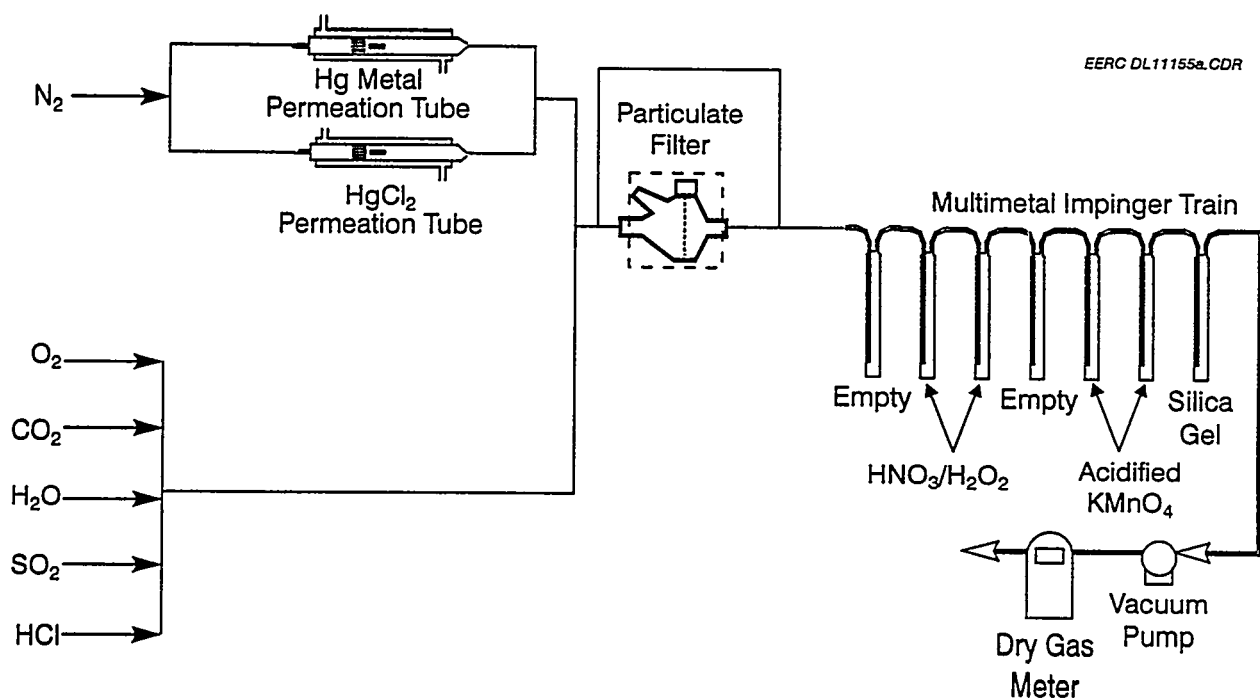 EERC DL11155a.CDR
N₂
Hg Metal
Permeation Tube
HgCl₂
Permeation Tube
Particulate
Filter
Multimetal Impinger Train
O₂
CO₂
H₂O
SO₂
HCl
Empty
HNO₃/H₂O₂
Empty
Acidified
KMnO₄
Silica
Gel
Vacuum
Pump
Dry Gas
Meter